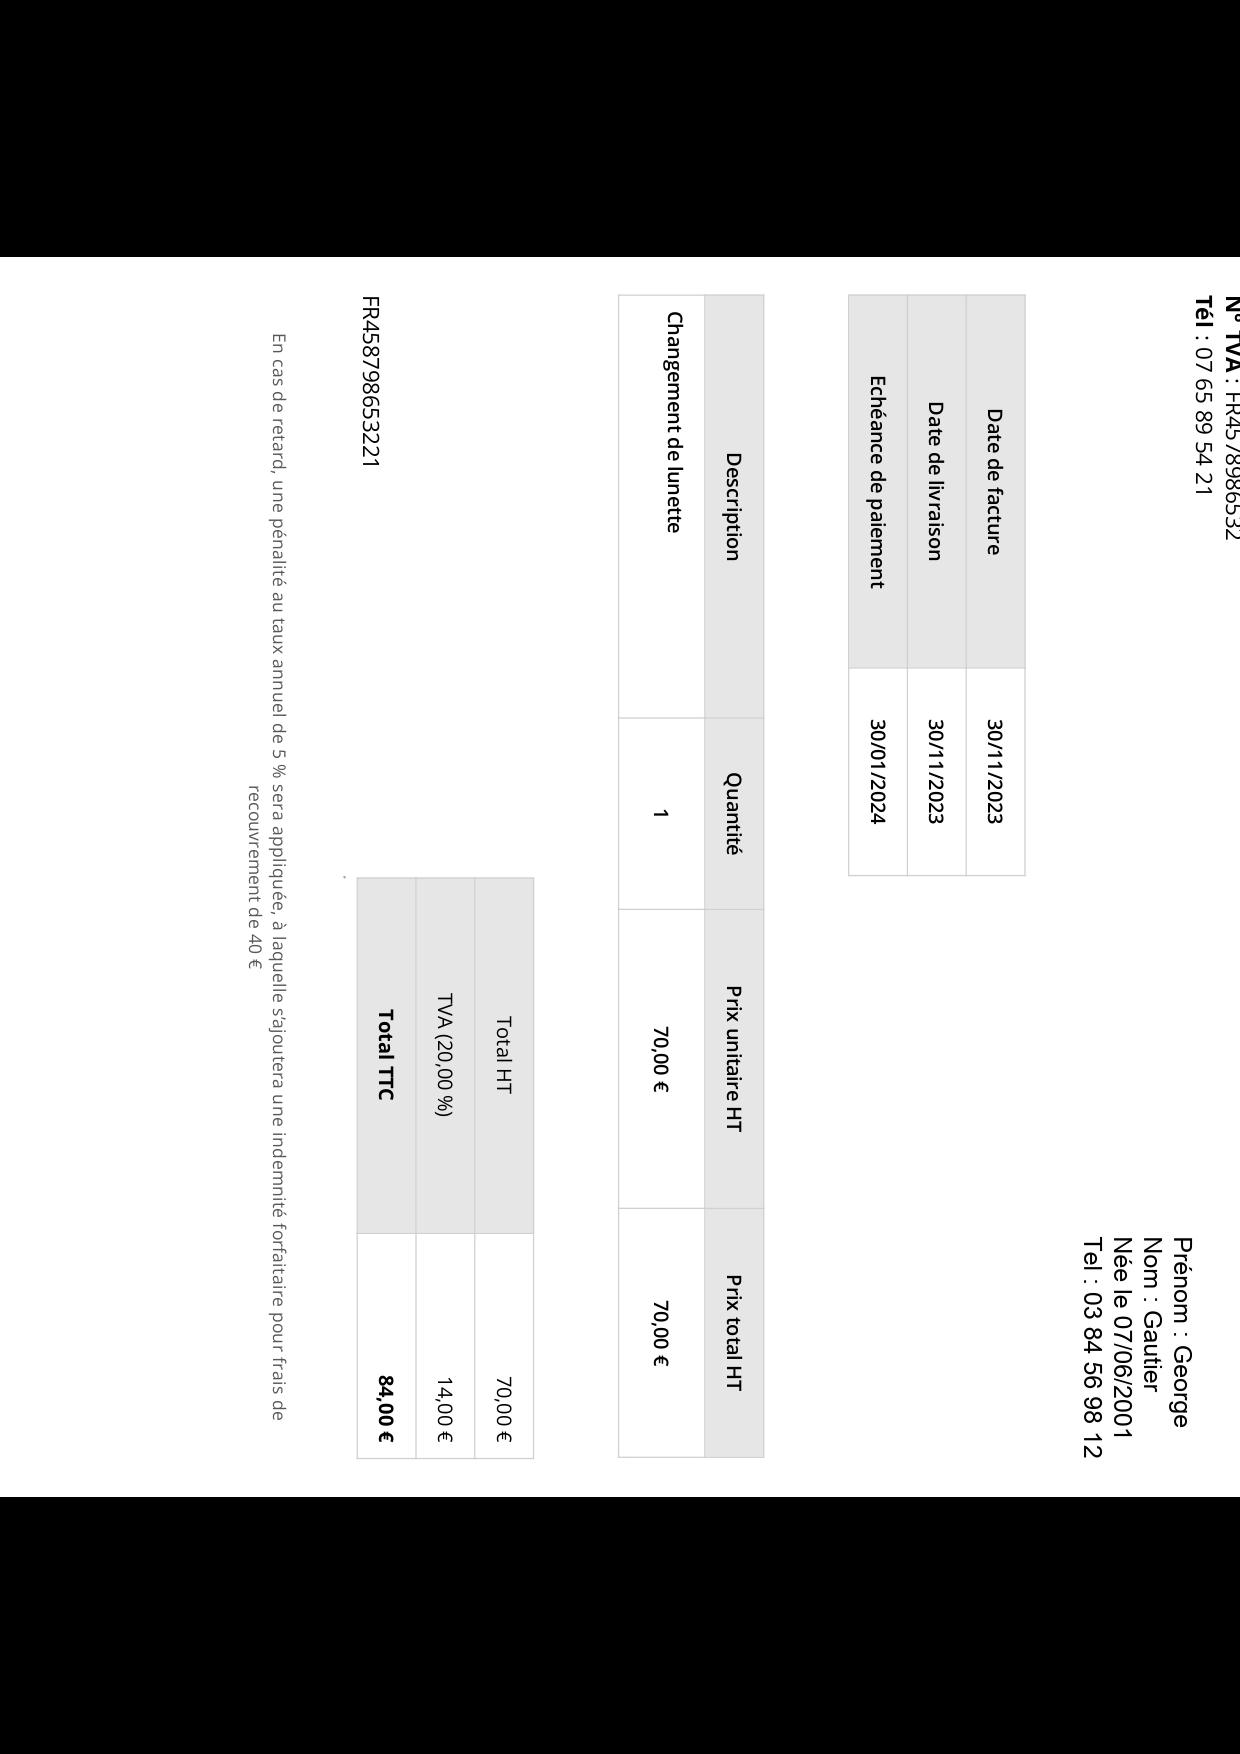 N° TVA : FR4578986532
Tél : 07 65 89 54 21
Prénom : George
Nom : Gautier
Née le 07/06/2001
Tel : 03 84 56 98 12
Date de facture 30/11/2023
Date de livraison 30/11/2023
Echéance de paiement 30/01/2024
Description Quantité Prix unitaire HT Prix total HT
Changement de lunette 1 70,00 € 70,00 €
Total HT 70,00 €
TVA (20,00 %) 14,00 €
Total TTC 84,00 €
FR458798653221
En cas de retard, une pénalité au taux annuel de 5 % sera appliquée, à laquelle s'ajoutera une indemnité forfaitaire pour frais de
recouvrement de 40 €